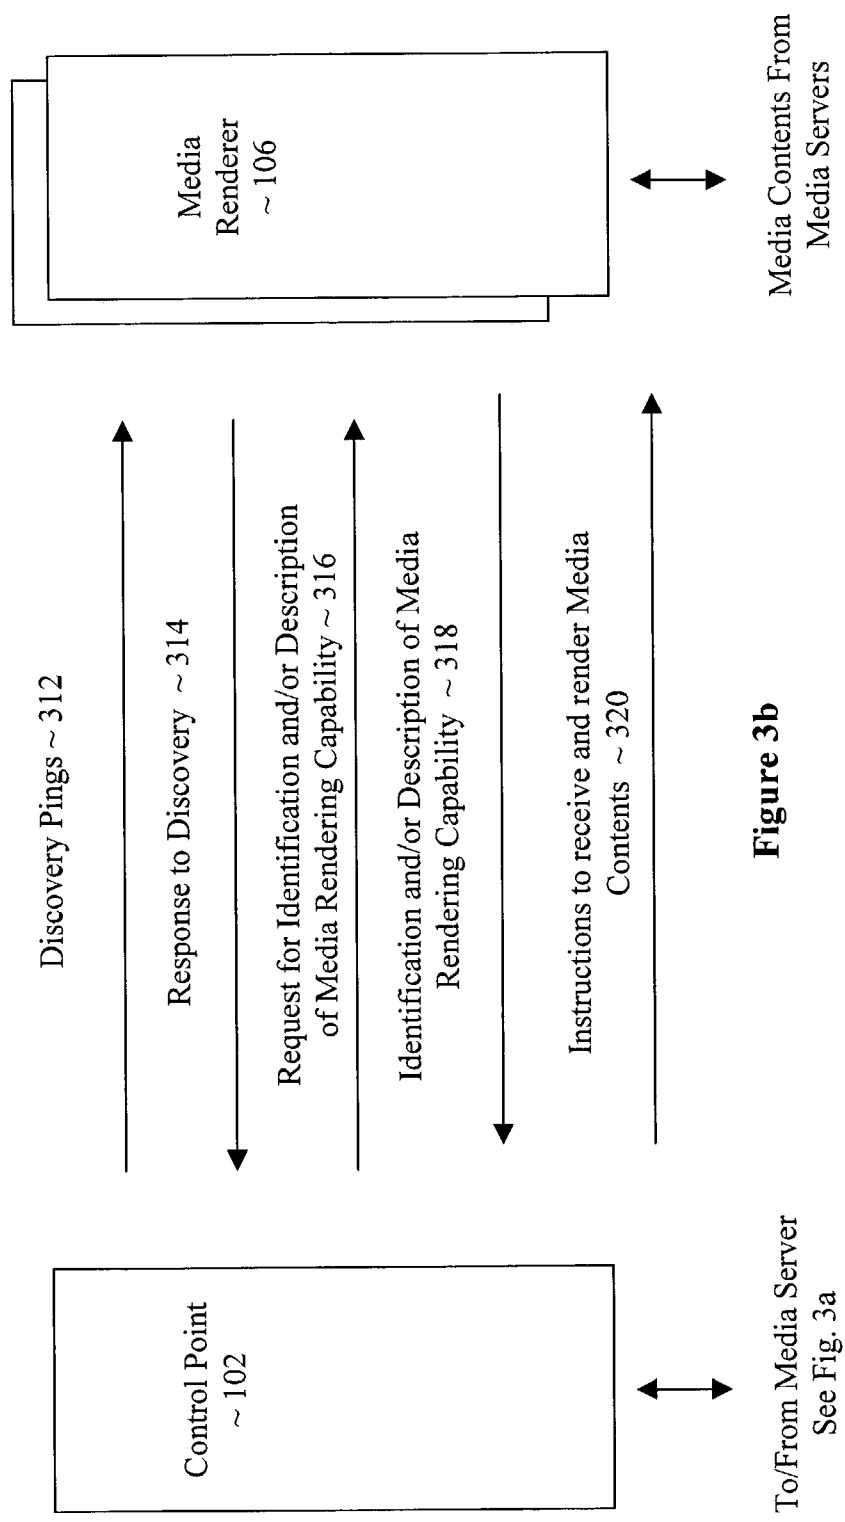 Control Point
~ 102
Discovery Pings ~ 312
Response to Discovery ~ 314
Request for Identification and/or Description
of Media Rendering Capability ~ 316
Identification and/or Description of Media
Rendering Capability ~ 318
Instructions to receive and render Media
Contents ~ 320
Media
Renderer
~ 106
To/From Media Server
See Fig. 3a
Media Contents From
Media Servers
Figure 3b